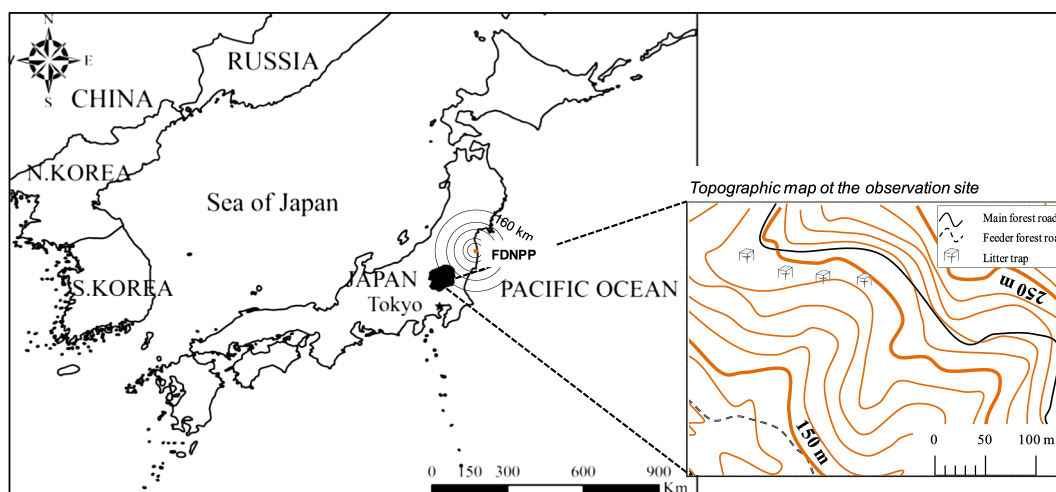 N
W
E
S
RUSSIA
CHINA
N.KOREA
Sea of Japan
S.KOREA
160 km
FDNPP
JAPAN
Tokyo
PACIFIC OCEAN
0 150 300 600 900
Km
Topographic map ot the observation site
Main forest road
Feeder forest roa
Litter trap
250 m
150 m
0 50 100 m